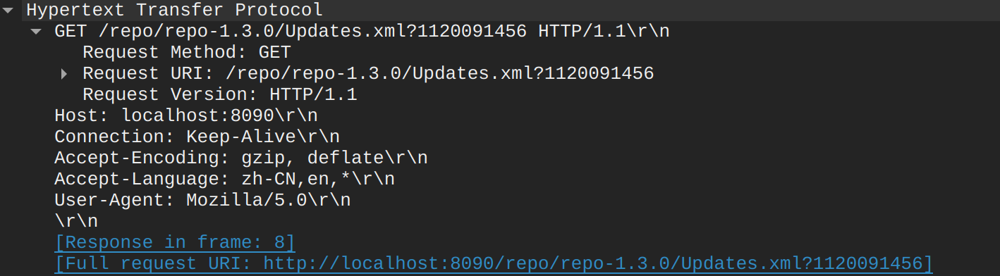 Hypertext Transfer Protocol
GET /repo/repo-1.3.0/Updates.xml?1120091456 HTTP/1.1\r\n
Request Method: GET
Request URI: /repo/repo-1.3.0/Updates.xml?1120091456
Request Version: HTTP/1.1
Host: localhost:8090\r\n
Connection: Keep-Alive\r\n
Accept-Encoding: gzip, deflate\r\n
Accept-Language: zh-CN,en,*\r\n
User-Agent: Mozilla/5.0\r\n
\r\n
[Response in frame: 8]
[Full request URI: http://localhost:8090/repo/repo-1.3.0/Updates.xml?1120091456]